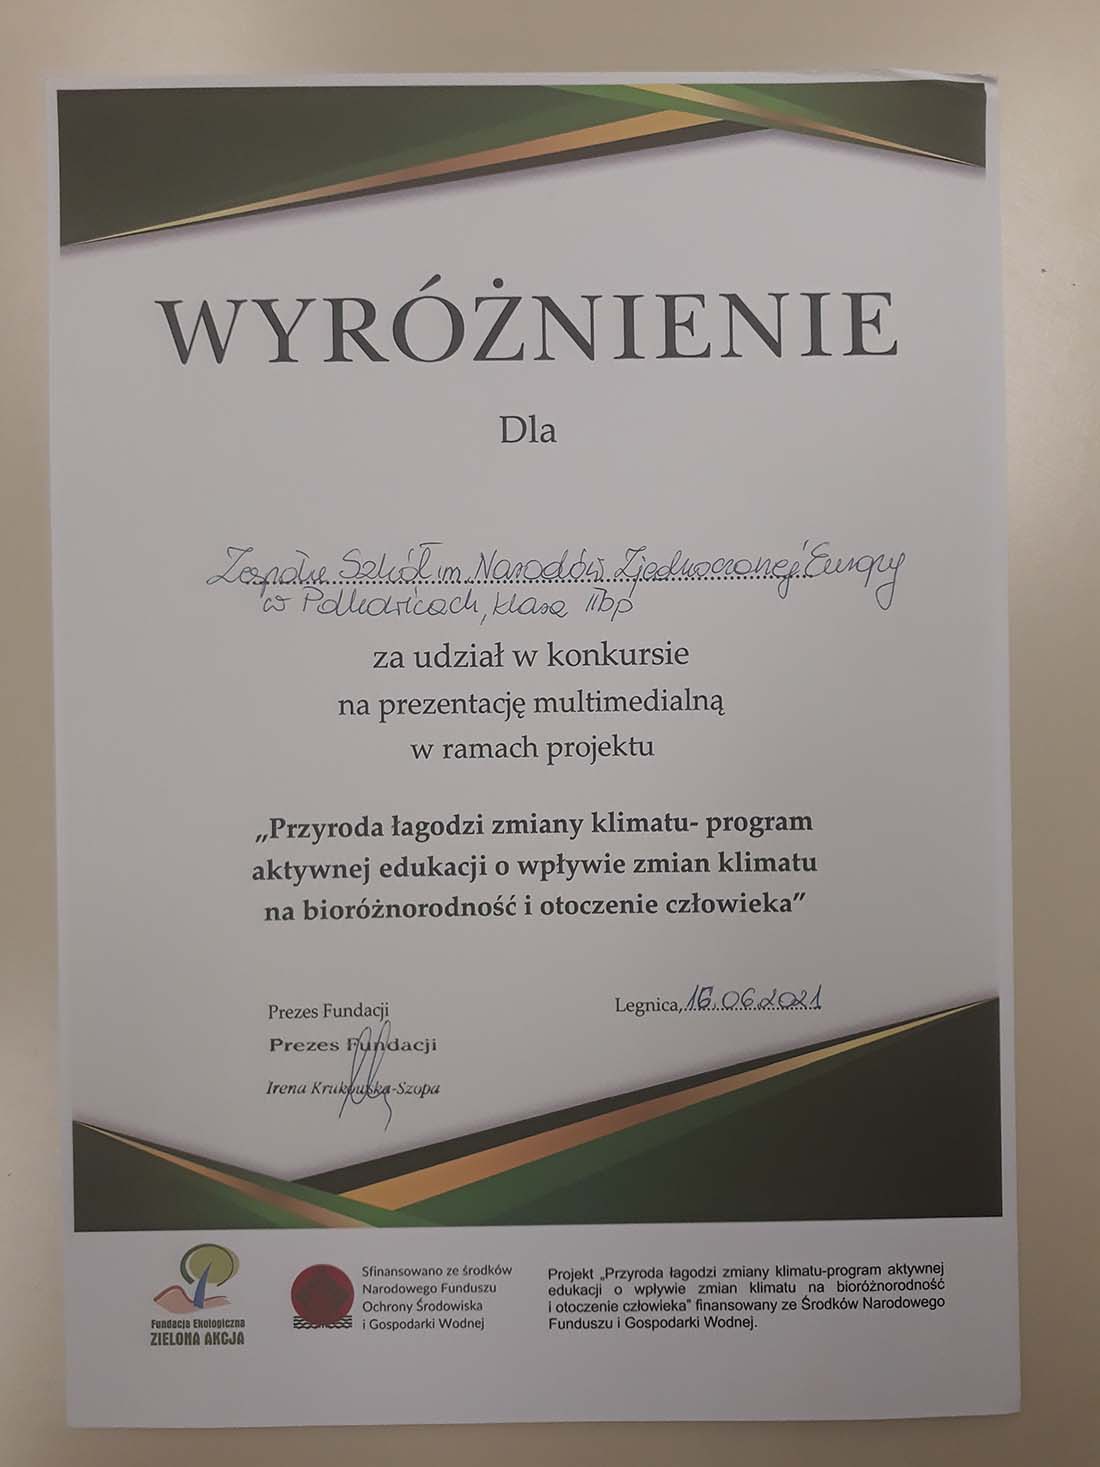 WYRÓŻNIENIE
Dla
Zespołu Szkół im. Narodów Zjednoczonej Europy
w Polkowicach, klasa IIbp
za udział w konkursie
na prezentację multimedialną
w ramach projektu
„Przyroda łagodzi zmiany klimatu- program
aktywnej edukacji o wpływie zmian klimatu
na bioróżnorodność i otoczenie człowieka”
Prezes Fundacji
Legnica, 16.06.2021
Prezes Fundacji
Irena Krukowska-Szopa
Fundacja Ekologiczna
ZIELONA AKCJA
Sfinansowano ze środków
Narodowego Funduszu
Ochrony Środowiska
i Gospodarki Wodnej
Projekt „Przyroda łagodzi zmiany klimatu-program aktywnej
edukacji o wpływie zmian klimatu na bioróżnorodność
i otoczenie człowieka” finansowany ze Środków Narodowego
Funduszu i Gospodarki Wodnej.